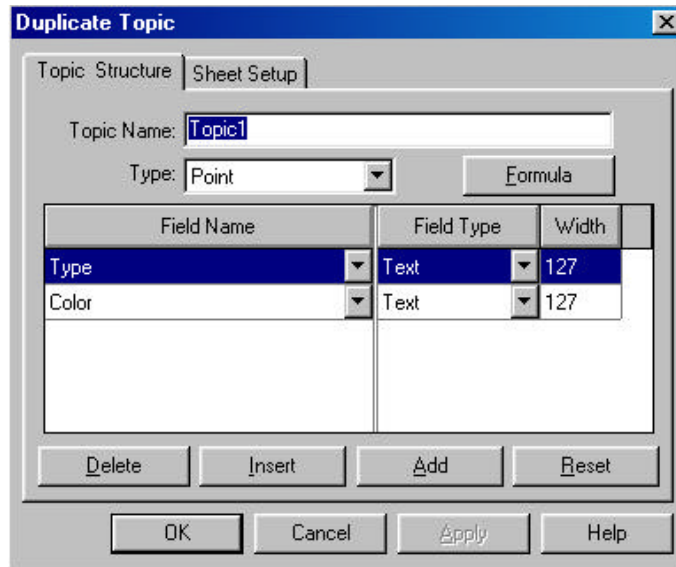 Duplicate Topic
Topic Structure Sheet Setup
Topic Name: Topic1
Type: Point Formula
Field Name Field Type Width
Type Text 127
Color Text 127
Delete Insert Add Reset
OK Cancel Apply Help